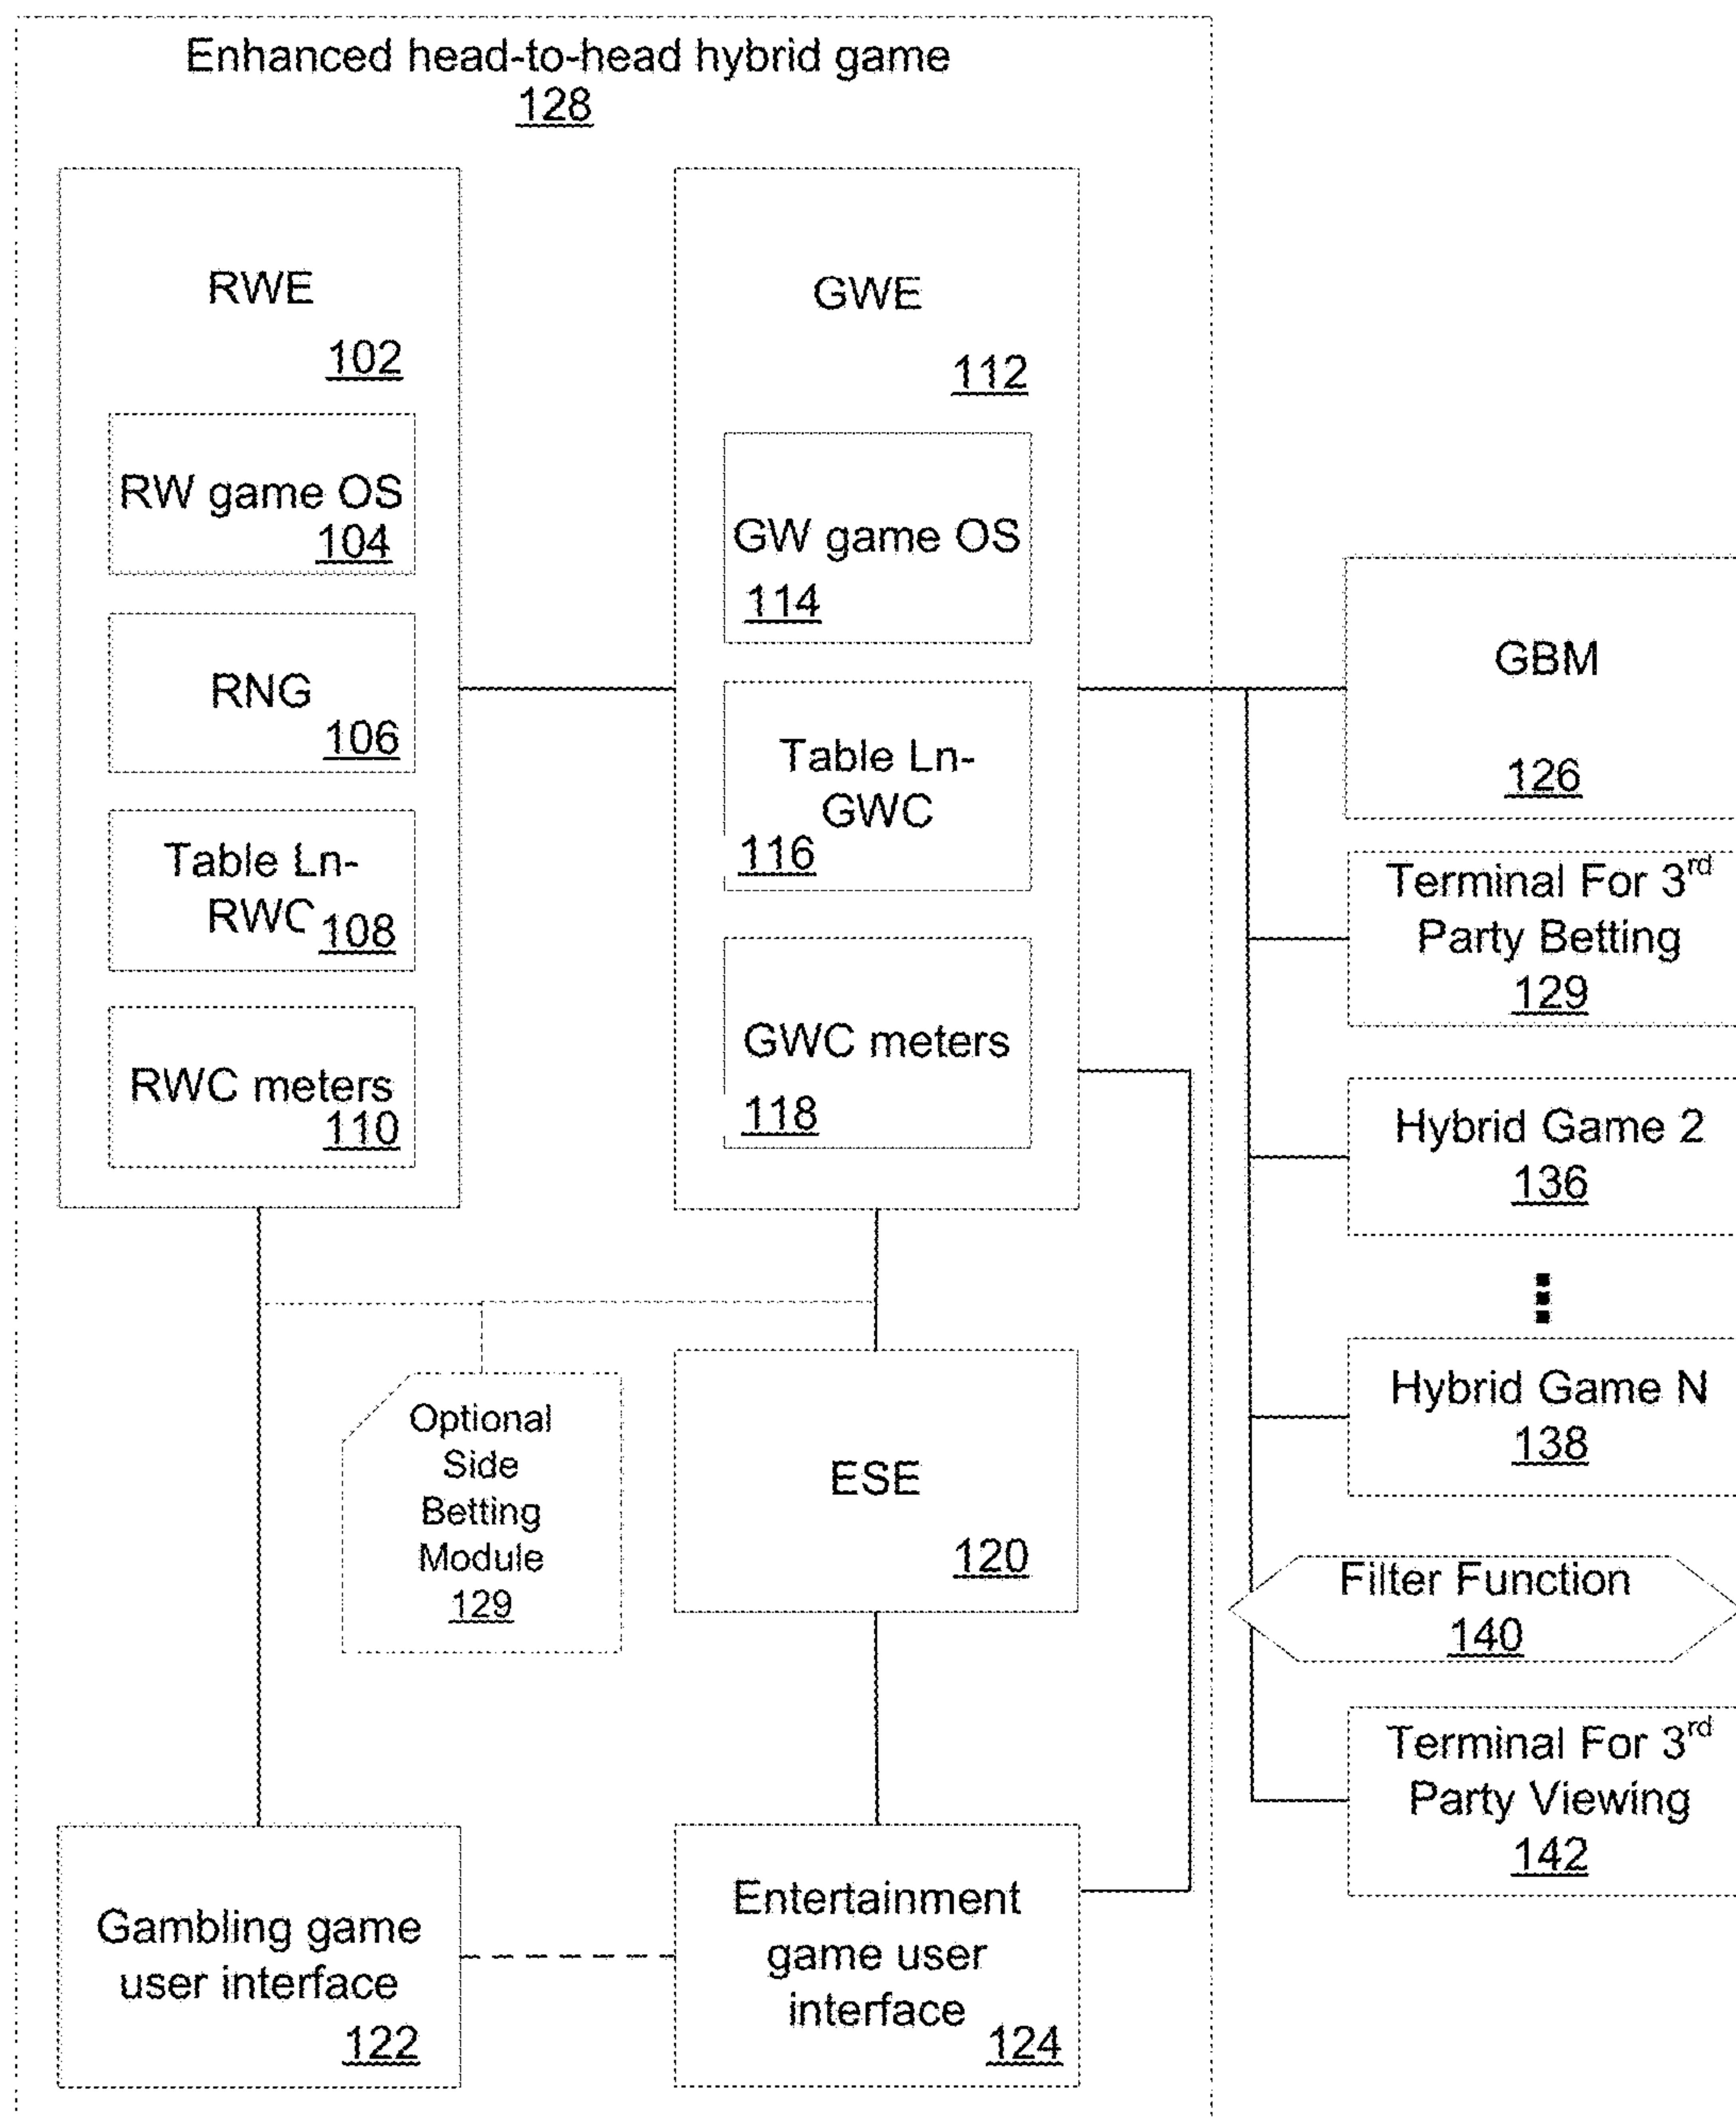 Enhanced head-to-head hybrid game
128
RWE
102
RW game OS
104
RNG
106
Table Ln-
RWC
108
RWC meters
110
GWE
112
GW game OS
114
Table Ln-
GWC
116
GWC meters
118
GBM
126
Terminal For 3rd
Party Betting
129
Hybrid Game 2
136
Hybrid Game N
138
Filter Function
140
Terminal For 3rd
Party Viewing
142
Optional
Side
Betting
Module
129
ESE
120
Gambling game
user interface
122
Entertainment
game user
interface
124